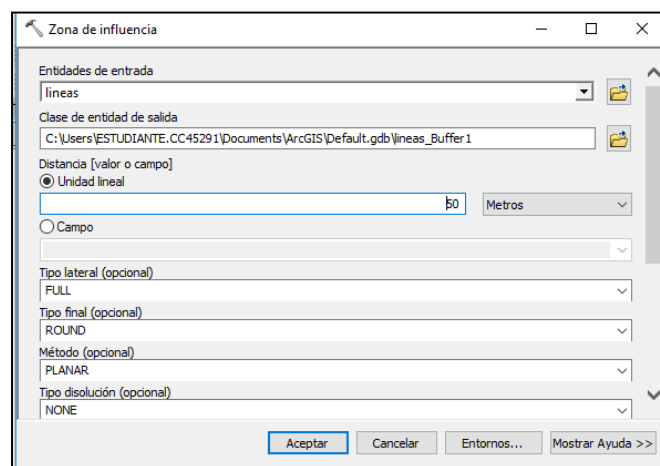 Zona de influencia
Entidades de entrada
lineas
Clase de entidad de salida
C:\Users\ESTUDIANTE.CC45291\Documents\ArcGIS\Default.gdb\lineas_Buffer1
Distancia [valor o campo]
Unidad lineal
50 Metros
Campo
Tipo lateral (opcional)
FULL
Tipo final (opcional)
ROUND
Método (opcional)
PLANAR
Tipo disolución (opcional)
NONE
Aceptar Cancelar Entornos... Mostrar Ayuda >>